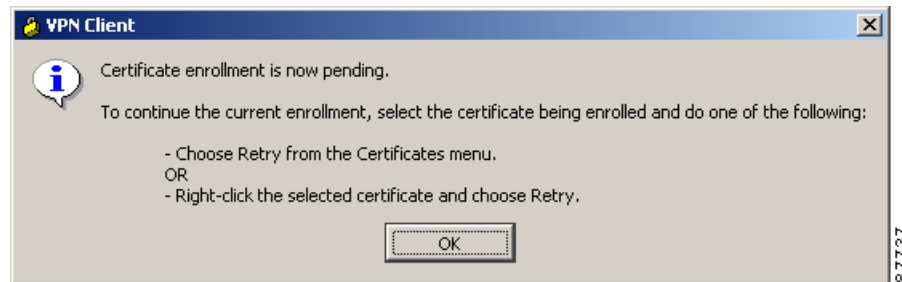 VPN Client
Certificate enrollment is now pending.
To continue the current enrollment, select the certificate being enrolled and do one of the following:
- Choose Retry from the Certificates menu.
OR
- Right-click the selected certificate and choose Retry.
OK
87737